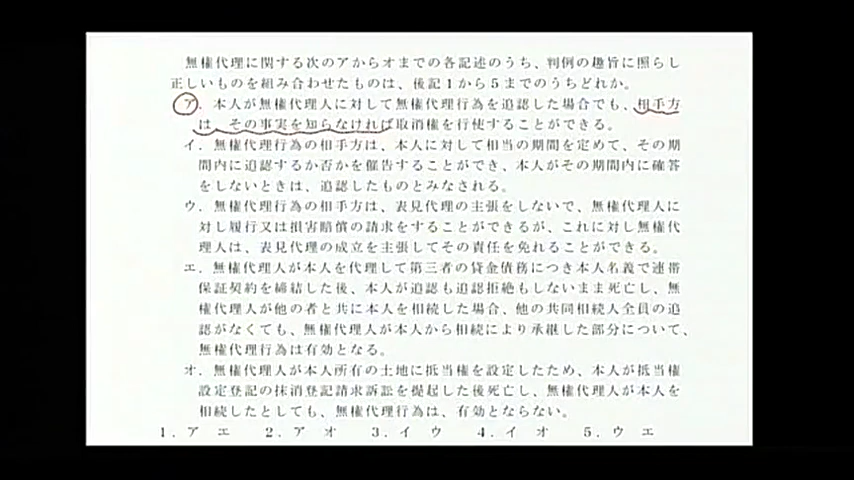 無権代理に関する次のアからオまでの各記述のうち、判例の趣旨に照らし
正しいものを組み合わせたものは、後記1から5までのうちどれか。
ア．本人が無権代理人に対して無権代理行為を追認した場合でも、相手方
は、その事実を知らなければ取消権を行使することができる。
イ．無権代理行為の相手方は、本人に対して相当の期間を定めて、その期
間内に追認するか否かを催告することができ、本人がその期間内に確答
をしないときは、追認したものとみなされる。
ウ．無権代理行為の相手方は、表見代理の主張をしないで、無権代理人に
対し履行又は損害賠償の請求をすることができるが、これに対し無権代
理人は、表見代理の成立を主張してその責任を免れることができる。
エ．無権代理人が本人を代理して第三者の貸金債務につき本人名義で連帯
保証契約を締結した後、本人が追認も追認拒絶もしないまま死亡し、無
権代理人が他の者と共に本人を相続した場合、他の共同相続人全員の追
認がなくても、無権代理人が本人から相続により承継した部分について、
無権代理行為は有効となる。
オ．無権代理人が本人所有の土地に抵当権を設定したため、本人が抵当権
設定登記の抹消登記請求訴訟を提起した後死亡し、無権代理人が本人を
相続したとしても、無権代理行為は、有効とならない。
1．ア エ 2．ア オ 3．イ ウ 4．イ オ 5．ウ エ